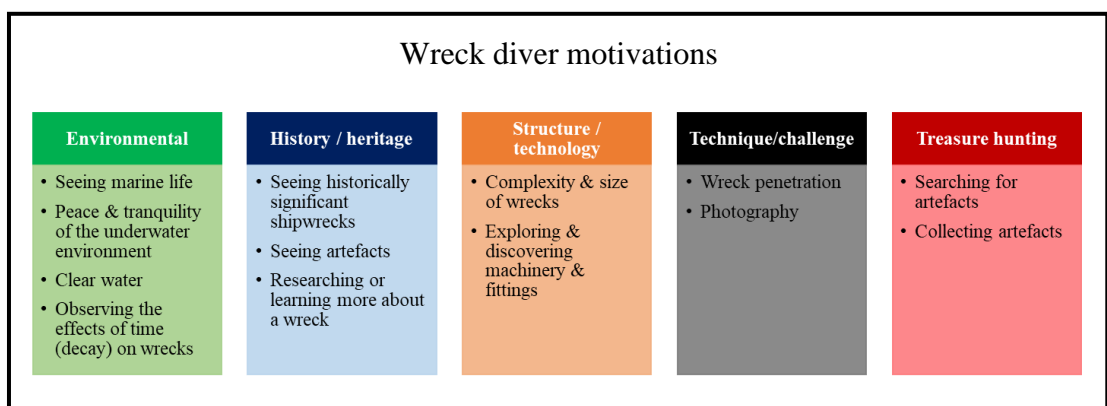 Wreck diver motivations
Environmental
• Seeing marine life
• Peace & tranquility
of the underwater
environment
• Clear water
• Observing the
effects of time
(decay) on wrecks
History / heritage
• Seeing historically
significant
shipwrecks
• Seeing artefacts
• Researching or
learning more about
a wreck
Structure /
technology
• Complexity & size
of wrecks
• Exploring &
discovering
machinery &
fittings
Technique/challenge
• Wreck penetration
• Photography
Treasure hunting
• Searching for
artefacts
• Collecting artefacts